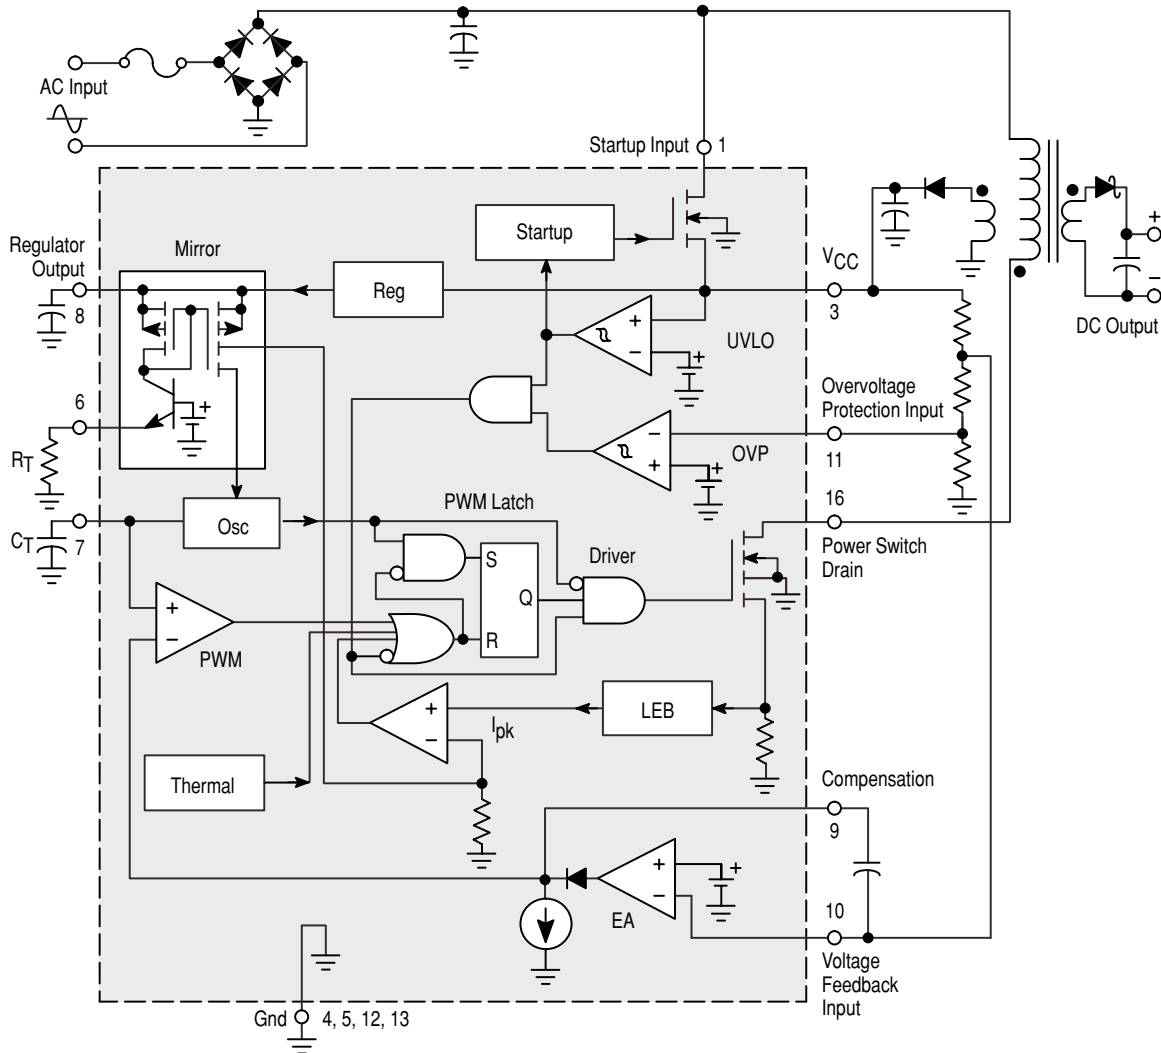 AC Input
Startup Input
1
Regulator
Output
8
Mirror
Startup
Reg
VCC
3
+
−
DC Output
UVLO
+
−
+
6
RT
+
Overvoltage
Protection Input
11
OVP
−
+
+
16
Power Switch
Drain
CT
7
Osc
PWM Latch
S
Q
R
Driver
+
−
PWM
LEB
+
−
Ipk
Thermal
Compensation
9
+
−
+
EA
10
Voltage
Feedback
Input
Gnd
4, 5, 12, 13